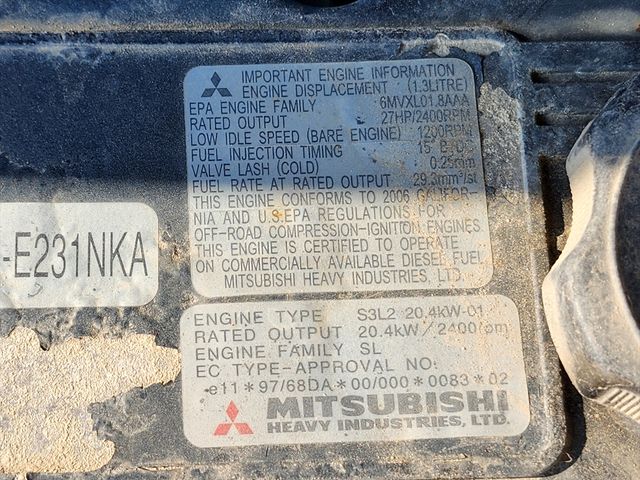 IMPORTANT ENGINE INFORMATION
ENGINE DISPLACEMENT (1.3LITRE)
EPA ENGINE FAMILY 6MVXL01.8AAA
RATED OUTPUT 27HP/2400RPM
LOW IDLE SPEED (BARE ENGINE) 1200RPM
FUEL INJECTION TIMING 15°
VALVE LASH (COLD) 0.25mm
FUEL RATE AT RATED OUTPUT 29.3mm³/st
THIS ENGINE CONFORMS TO 2006 CALIFOR-
NIA AND U.S EPA REGULATIONS FOR
OFF-ROAD COMPRESSION-IGNITION ENGINES
THIS ENGINE IS CERTIFIED TO OPERATE
ON COMMERCIALLY AVAILABLE DIESEL FUEL
MITSUBISHI HEAVY INDUSTRIES, LTD.
-E231NKA
ENGINE TYPE S3L2 20.4kW-01
RATED OUTPUT 20.4kW/2400rpm
ENGINE FAMILY SL
EC TYPE-APPROVAL NO.
e11*97/68DA*00/000*0083*02
MITSUBISHI
HEAVY INDUSTRIES, LTD.